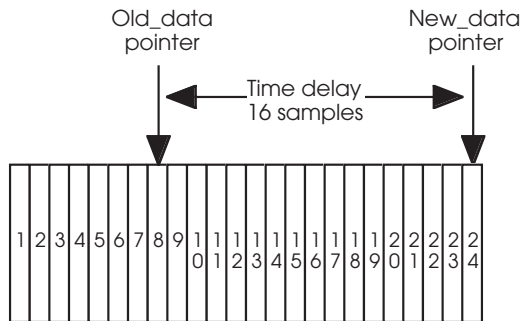 Old_data
pointer
New_data
pointer
Time delay
16 samples
1 2 3 4 5 6 7 8 9 10 11 12 13 14 15 16 17 18 19 20 21 22 23 24